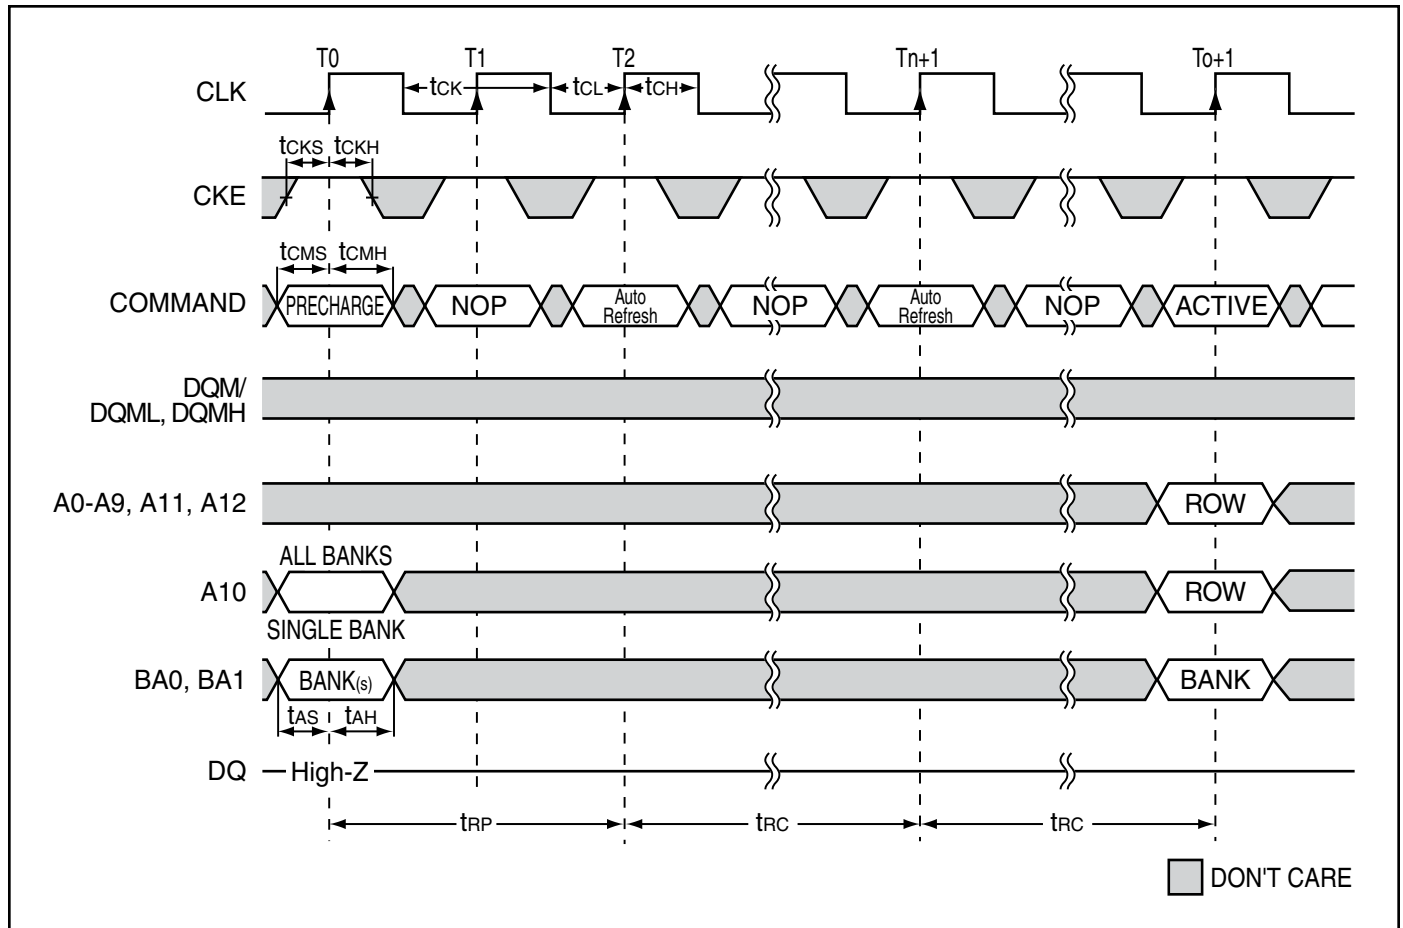 T0 T1 T2 Tn+1 To+1
CLK tCK tCL tCH
tCKS tCKH
CKE
tCMS tCMH
COMMAND PRECHARGE NOP Auto Refresh NOP Auto Refresh NOP ACTIVE
DQM/
DQML, DQMH
A0-A9, A11, A12 ROW
ALL BANKS
A10 ROW
SINGLE BANK
BA0, BA1 BANK(s) BANK
tAS tAH
DQ High-Z
tRP tRC tRC
DON'T CARE